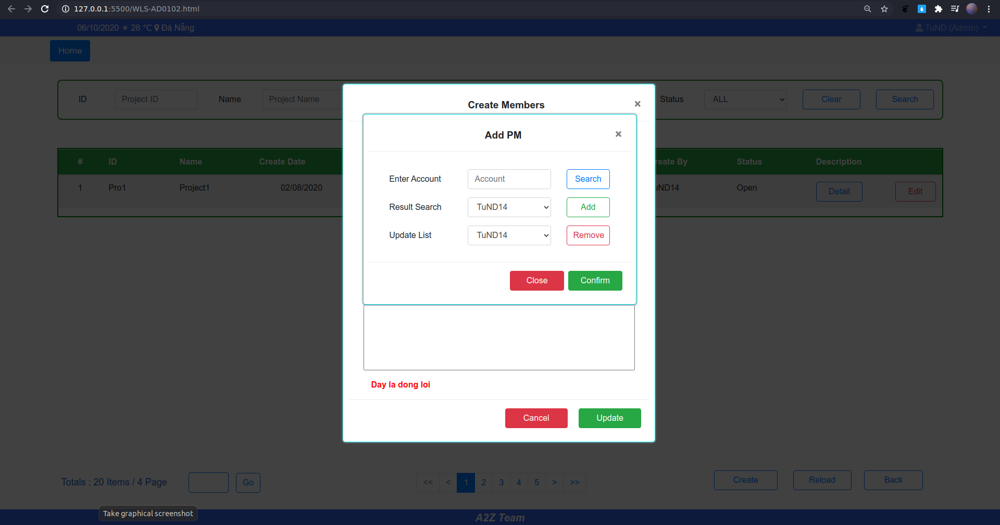 127.0.0.1:5500/WLS-AD0102.html
06/10/2020 ☀ 28 ℃ Đà Nẵng
TuND (Admin)
Home
ID
Project ID
Name
Project Name
Status
ALL
Clear
Search
Create Members
×
Add PM
×
Enter Account
Account
Search
Result Search
TuND14
Add
Update List
TuND14
Remove
Close
Confirm
#
ID
Name
Create Date
reate By
Status
Description
1
Pro1
Project1
02/08/2020
uND14
Open
Detail
Edit
Day la dong loi
Cancel
Update
Totals : 20 Items / 4 Page
Go
<<
<
1
2
3
4
5
>
>>
Create
Reload
Back
Take graphical screenshot
A2Z Team